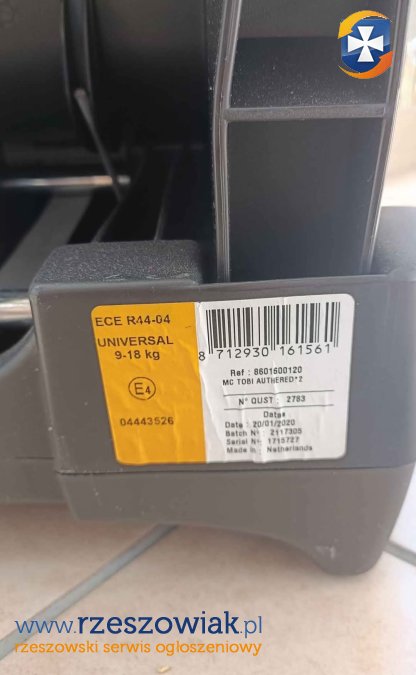 ECE R44-04
UNIVERSAL
9-18 kg
E4
04443526
8 712930 161561
Ref : 8601600120
MC TOBI AUTHERED*2
N° OUST : 2783
Dates
Date : 20/01/2020
Batch N° : 2117305
Serial N° : 1715727
Made in : Netherlands
www.rzeszowiak.pl
rzeszowski serwis ogłoszeniowy